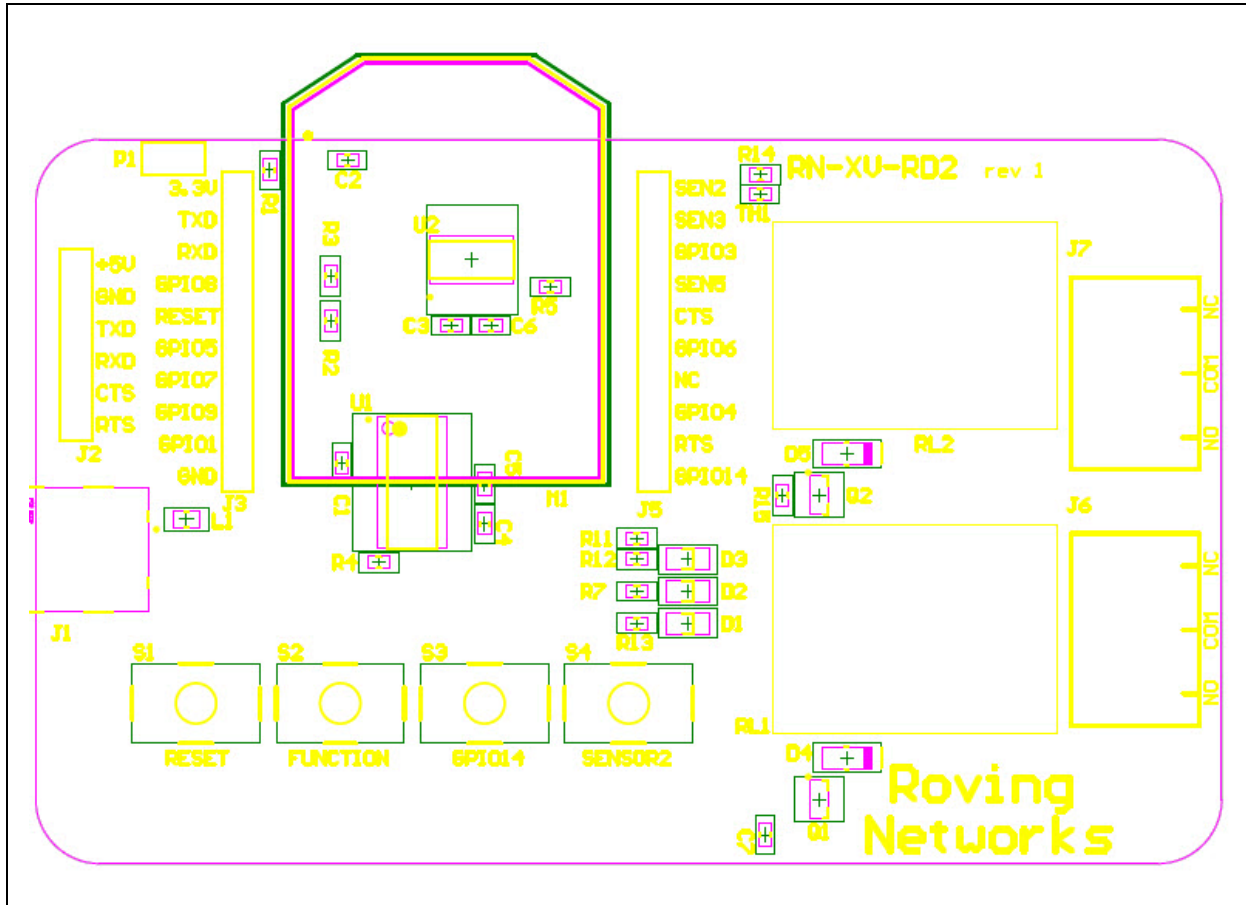 P1
R1
C2
R14
RN-XV-RD2 rev 1
TH1
3.3V
TXD
RXD
GPIO8
RESET
GPIO5
GPIO7
GPIO9
GPIO1
GND
J3
+5V
GND
TXD
RXD
CTS
RTS
J2
R3
R2
U2
R5
C3
C6
U1
C1
C5
C4
R4
M1
SEN2
SEN3
GPIO3
SEN5
CTS
GPIO6
NC
GPIO4
RTS
GPIO14
J5
J7
NC
COM
NO
RL2
D5
Q2
J6
NC
COM
NO
RL1
L1
J1
R11
R12
D3
R7
D2
R13
D1
S1
S2
S3
S4
RESET
FUNCTION
GPIO14
SENSOR2
D4
Q1
Roving
Networks